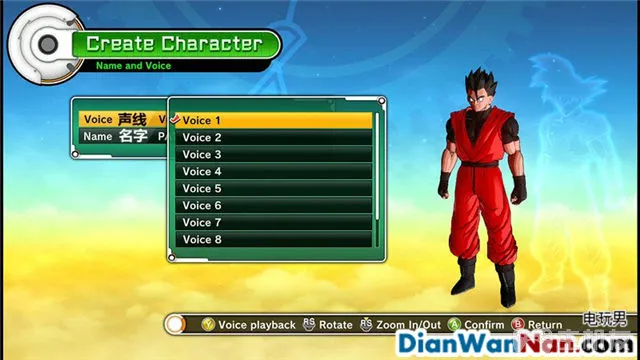 Create Character
Name and Voice
Voice 声线
Name 名字
Voice 1
Voice 2
Voice 3
Voice 4
Voice 5
Voice 6
Voice 7
Voice 8
Y Voice playback RS Rotate RS Zoom In/Out A Confirm B Return
电玩男
DianWanNan.com